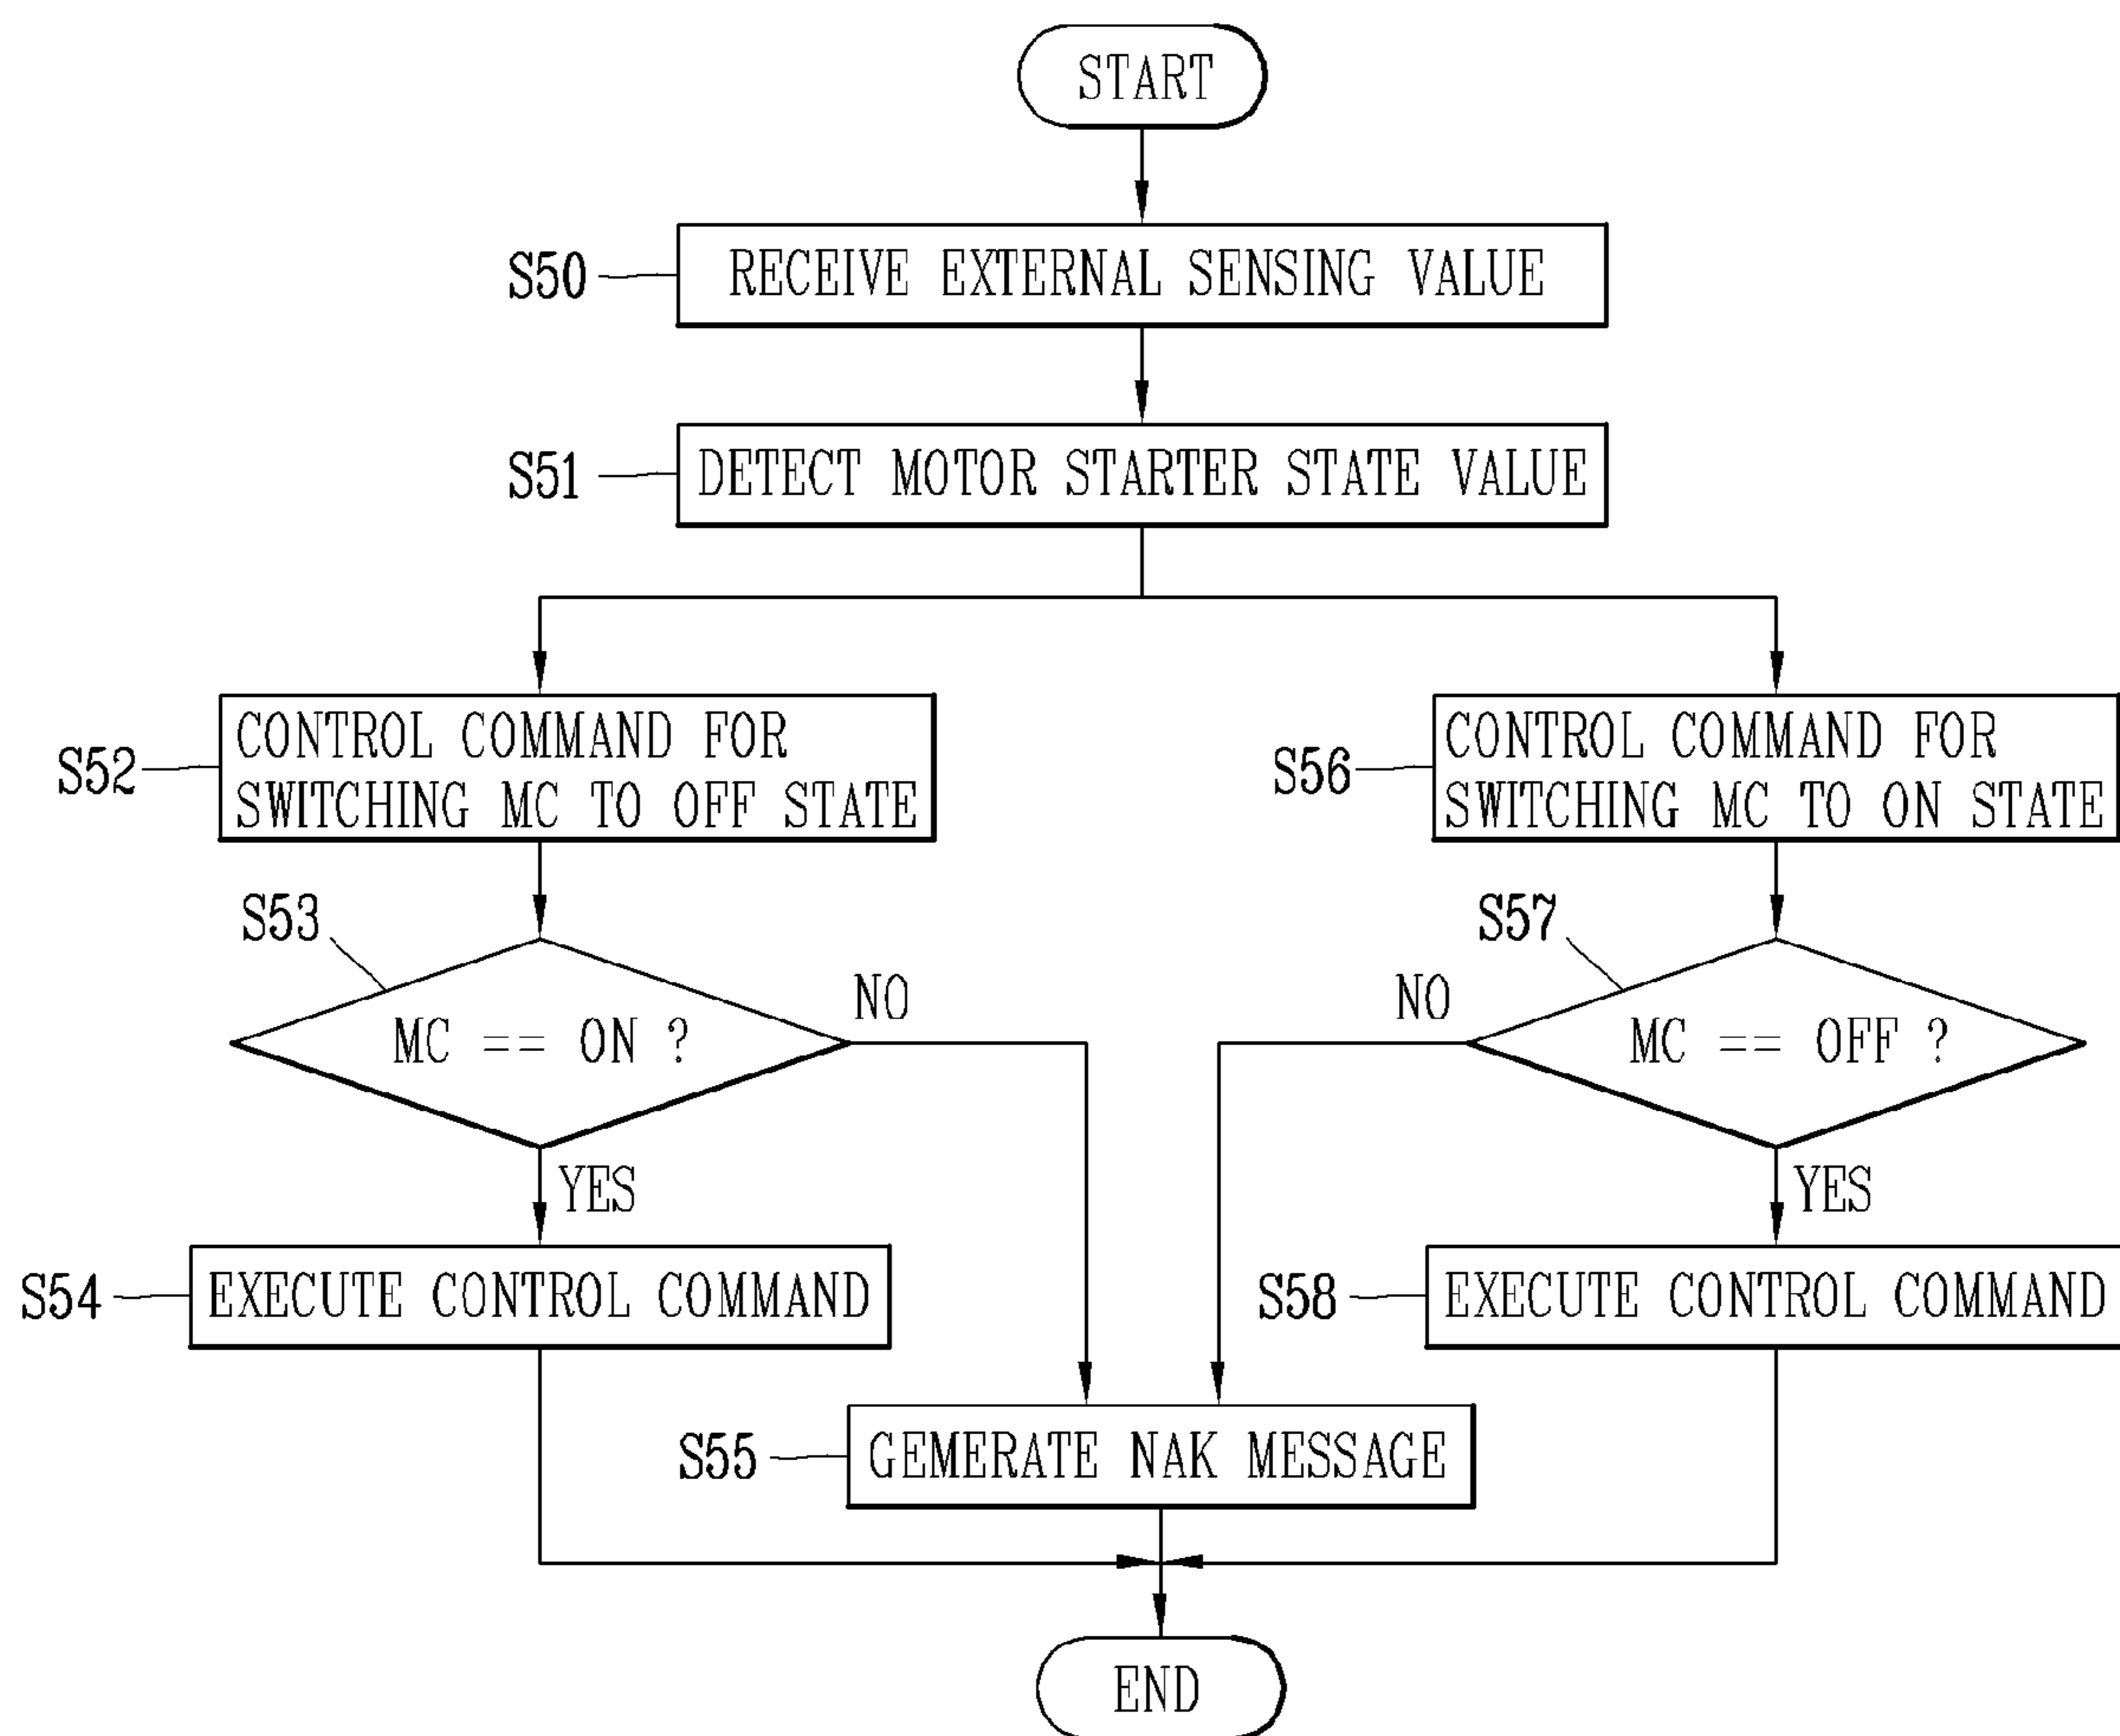 START
S50
RECEIVE EXTERNAL SENSING VALUE
S51
DETECT MOTOR STARTER STATE VALUE
S52
CONTROL COMMAND FOR
SWITCHING MC TO OFF STATE
S56
CONTROL COMMAND FOR
SWITCHING MC TO ON STATE
S53
MC == ON ?
NO
YES
S57
MC == OFF ?
NO
YES
S54
EXECUTE CONTROL COMMAND
S58
EXECUTE CONTROL COMMAND
S55
GEMERATE NAK MESSAGE
END